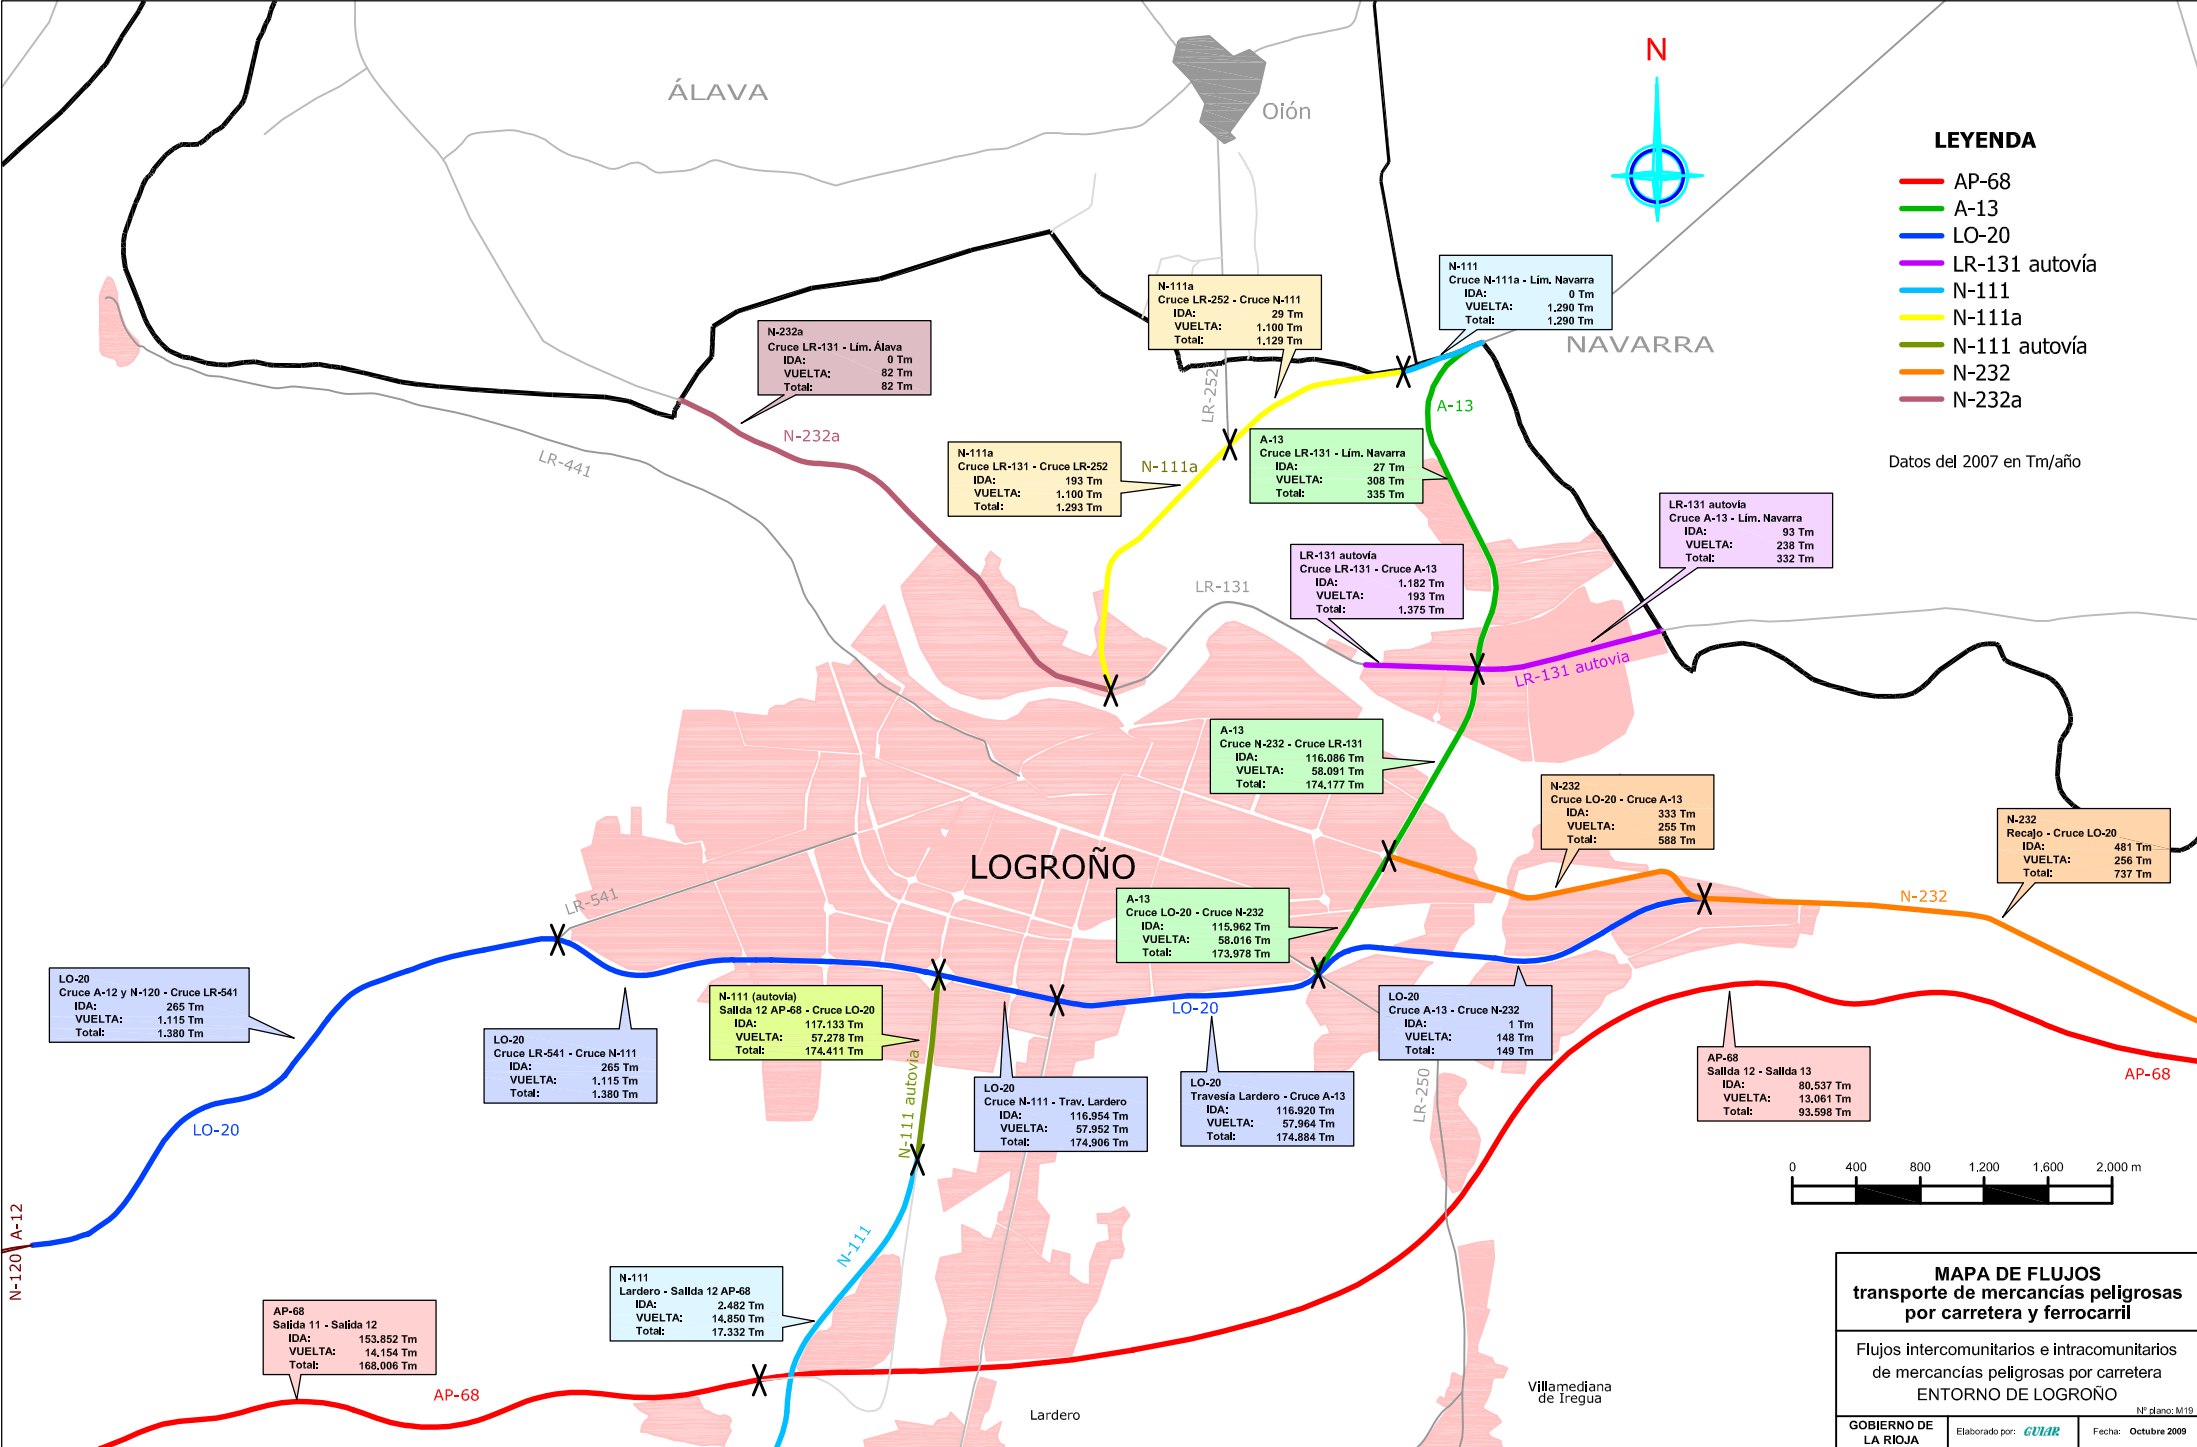 ÁLAVA
Oión
N
LEYENDA
AP-68
A-13
LO-20
LR-131 autovía
N-111
N-111a
N-111 autovía
N-232
N-232a
Datos del 2007 en Tm/año
N-111
Cruce N-111a - Lím. Navarra
IDA: 0 Tm
VUELTA: 1.290 Tm
Total: 1.290 Tm
N-111a
Cruce LR-252 - Cruce N-111
IDA: 29 Tm
VUELTA: 1.100 Tm
Total: 1.129 Tm
NAVARRA
N-232a
Cruce LR-131 - Lím. Álava
IDA: 0 Tm
VUELTA: 82 Tm
Total: 82 Tm
LR-252
A-13
N-232a
LR-441
N-111a
N-111a
Cruce LR-131 - Cruce LR-252
IDA: 193 Tm
VUELTA: 1.100 Tm
Total: 1.293 Tm
A-13
Cruce LR-131 - Lím. Navarra
IDA: 27 Tm
VUELTA: 308 Tm
Total: 335 Tm
LR-131 autovía
Cruce A-13 - Lím. Navarra
IDA: 93 Tm
VUELTA: 238 Tm
Total: 332 Tm
LR-131 autovía
Cruce LR-131 - Cruce A-13
IDA: 1.182 Tm
VUELTA: 193 Tm
Total: 1.375 Tm
LR-131
LR-131 autovia
A-13
Cruce N-232 - Cruce LR-131
IDA: 116.086 Tm
VUELTA: 58.091 Tm
Total: 174.177 Tm
N-232
Cruce LO-20 - Cruce A-13
IDA: 333 Tm
VUELTA: 255 Tm
Total: 588 Tm
N-232
Recajo - Cruce LO-20
IDA: 481 Tm
VUELTA: 256 Tm
Total: 737 Tm
LOGROÑO
LR-541
N-232
A-13
Cruce LO-20 - Cruce N-232
IDA: 115.962 Tm
VUELTA: 58.016 Tm
Total: 173.978 Tm
LO-20
Cruce A-12 y N-120 - Cruce LR-541
IDA: 265 Tm
VUELTA: 1.115 Tm
Total: 1.380 Tm
LO-20
Cruce LR-541 - Cruce N-111
IDA: 265 Tm
VUELTA: 1.115 Tm
Total: 1.380 Tm
N-111 (autovía)
Salida 12 AP-68 - Cruce LO-20
IDA: 117.133 Tm
VUELTA: 57.278 Tm
Total: 174.411 Tm
LO-20
LO-20
Cruce A-13 - Cruce N-232
IDA: 1 Tm
VUELTA: 148 Tm
Total: 149 Tm
AP-68
Salida 12 - Salida 13
IDA: 80.537 Tm
VUELTA: 13.061 Tm
Total: 93.598 Tm
AP-68
LO-20
Cruce N-111 - Trav. Lardero
IDA: 116.954 Tm
VUELTA: 57.952 Tm
Total: 174.906 Tm
LO-20
Travesía Lardero - Cruce A-13
IDA: 116.920 Tm
VUELTA: 57.964 Tm
Total: 174.884 Tm
LR-250
LO-20
N-111 autovia
0 400 800 1.200 1.600 2.000 m
N-120 A-12
N-111
N-111
Lardero - Salida 12 AP-68
IDA: 2.482 Tm
VUELTA: 14.850 Tm
Total: 17.332 Tm
AP-68
Salida 11 - Salida 12
IDA: 153.852 Tm
VUELTA: 14.154 Tm
Total: 168.006 Tm
AP-68
Lardero
Villamediana
de Iregua
MAPA DE FLUJOS
transporte de mercancías peligrosas
por carretera y ferrocarril
Flujos intercomunitarios e intracomunitarios
de mercancías peligrosas por carretera
ENTORNO DE LOGROÑO
Nº plano: M19
GOBIERNO DE
LA RIOJA
Elaborado por: GUIAR
Fecha: Octubre 2009